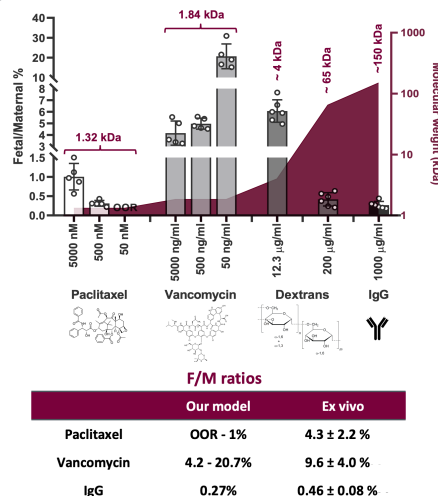 1.84 kDa
40
30
20
10
8
7
6
5
4
3
1.5
1.0
0.5
0.0
Fetal/Maternal %
1.32 kDa
~ 4 kDa
~ 65 kDa
~150 kDa
1000
100
10
1
Molecular Weight (kDa)
5000 nM
500 nM
50 nM
5000 ng/ml
500 ng/ml
50 ng/ml
12.3 µg/ml
200 µg/ml
1000 µg/ml
Paclitaxel Vancomycin Dextrans IgG
F/M ratios
Our model Ex vivo
Paclitaxel OOR - 1% 4.3 ± 2.2 %
Vancomycin 4.2 - 20.7% 9.6 ± 4.0 %
IgG 0.27% 0.46 ± 0.08 %